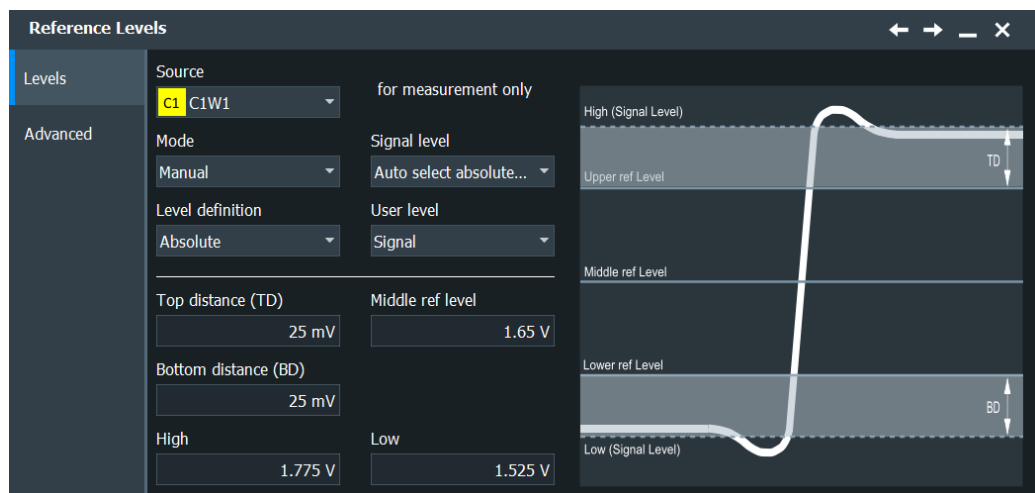 Reference Levels
Levels
Advanced
Source
C1 C1W1
for measurement only
Mode
Signal level
Manual
Auto select absolute...
Level definition
User level
Absolute
Signal
Top distance (TD)
Middle ref level
25 mV
1.65 V
Bottom distance (BD)
25 mV
High
Low
1.775 V
1.525 V
High (Signal Level)
TD
Upper ref Level
Middle ref Level
Lower ref Level
BD
Low (Signal Level)